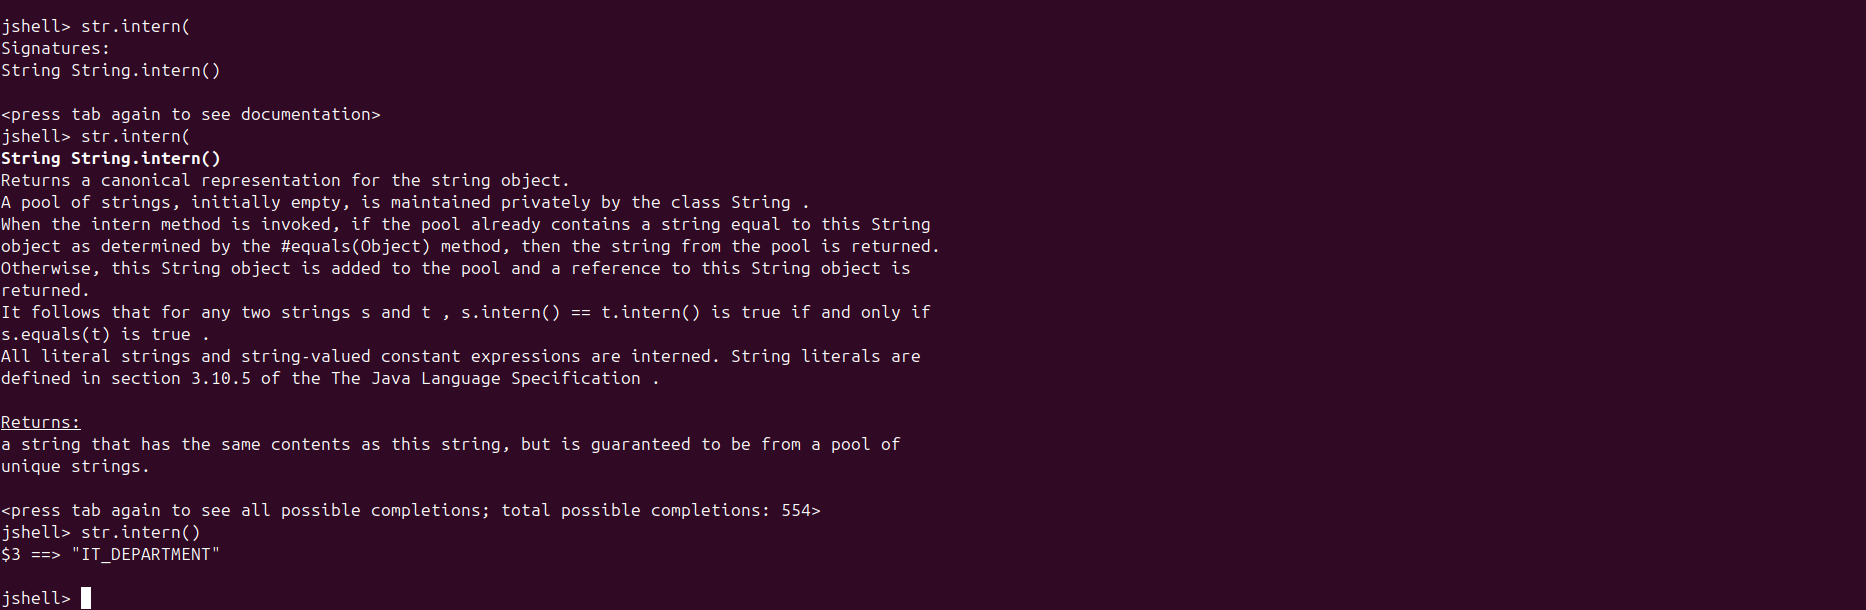 jshell> str.intern(
Signatures:
String String.intern()
<press tab again to see documentation>
jshell> str.intern(
String String.intern()
Returns a canonical representation for the string object.
A pool of strings, initially empty, is maintained privately by the class String .
When the intern method is invoked, if the pool already contains a string equal to this String
object as determined by the #equals(Object) method, then the string from the pool is returned.
Otherwise, this String object is added to the pool and a reference to this String object is
returned.
It follows that for any two strings s and t , s.intern() == t.intern() is true if and only if
s.equals(t) is true .
All literal strings and string-valued constant expressions are interned. String literals are
defined in section 3.10.5 of the The Java Language Specification .
Returns:
a string that has the same contents as this string, but is guaranteed to be from a pool of
unique strings.
<press tab again to see all possible completions; total possible completions: 554>
jshell> str.intern()
$3 ==> "IT_DEPARTMENT"
jshell>